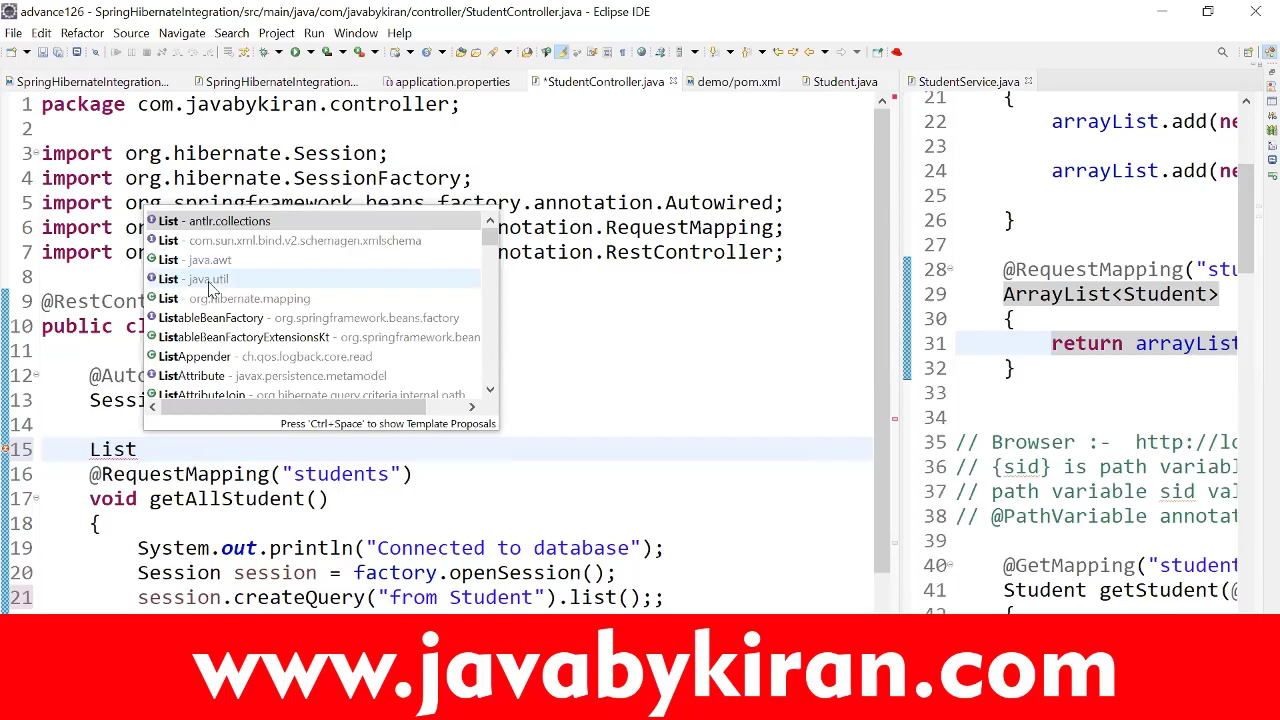 advance126 - SpringHibernateIntegration/src/main/java/com/javabykiran/controller/StudentController.java - Eclipse IDE
File Edit Refactor Source Navigate Search Project Run Window Help
SpringHibernateIntegration... SpringHibernateIntegration... application.properties *StudentController.java demo/pom.xml Student.java StudentService.java
1 package com.javabykiran.controller;
2
3 import org.hibernate.Session;
4 import org.hibernate.SessionFactory;
5 import org.springframework.beans.factory.annotation.Autowired;
6 import notation.RequestMapping;
7 import notation.RestController;
8
9 @RestCont
10 public cl
11
12 @Auto
13 Sessi
14
15 List
16 @RequestMapping("students")
17 void getAllStudent()
18 {
19 System.out.println("Connected to database");
20 Session session = factory.openSession();
21 session.createQuery("from Student").list();;
List - antlr.collections
List - com.sun.xml.bind.v2.schemagen.xmlschema
List - java.awt
List - java.util
List - org.hibernate.mapping
ListableBeanFactory - org.springframework.beans.factory
ListableBeanFactoryExtensionsKt - org.springframework.bean
ListAppender - ch.qos.logback.core.read
ListAttribute - javax.persistence.metamodel
ListAttributeJoin - org.hibernate.query.criteria.internal.path
Press 'Ctrl+Space' to show Template Proposals
21 {
22 arrayList.add(ne
23
24 arrayList.add(ne
25
26 }
27
28 @RequestMapping("stu
29 ArrayList<Student>
30 {
31 return arrayList
32 }
33
34
35 // Browser :- http://lo
36 // {sid} is path variabl
37 // path variable sid val
38 // @PathVariable annotat
39
40 @GetMapping("student
41 Student getStudent(@
42 {
www.javabykiran.com